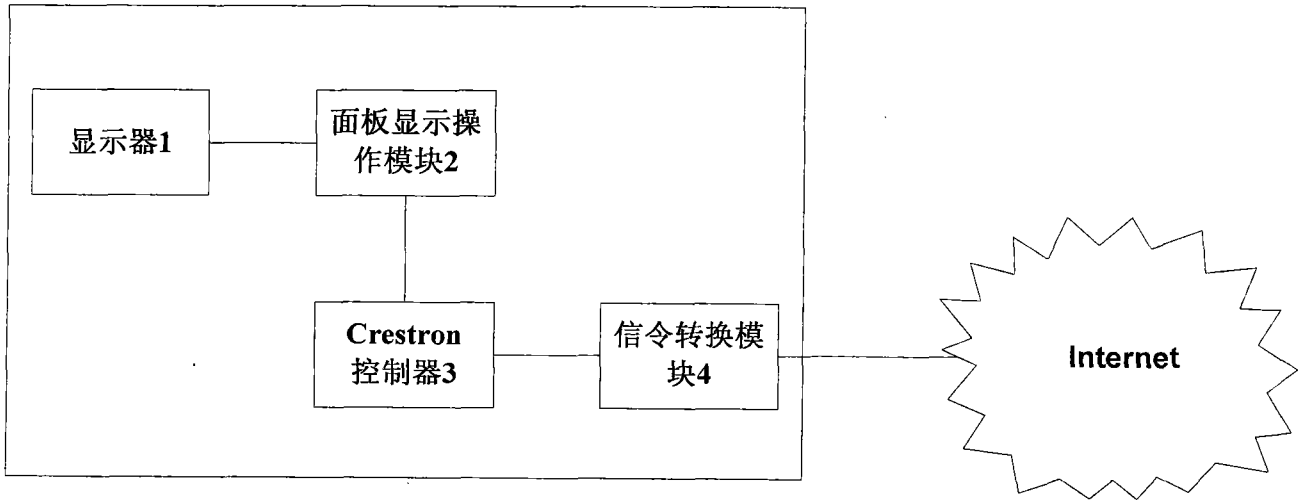 显示器1
面板显示操
作模块2
Crestron
控制器3
信令转换模
块4
Internet